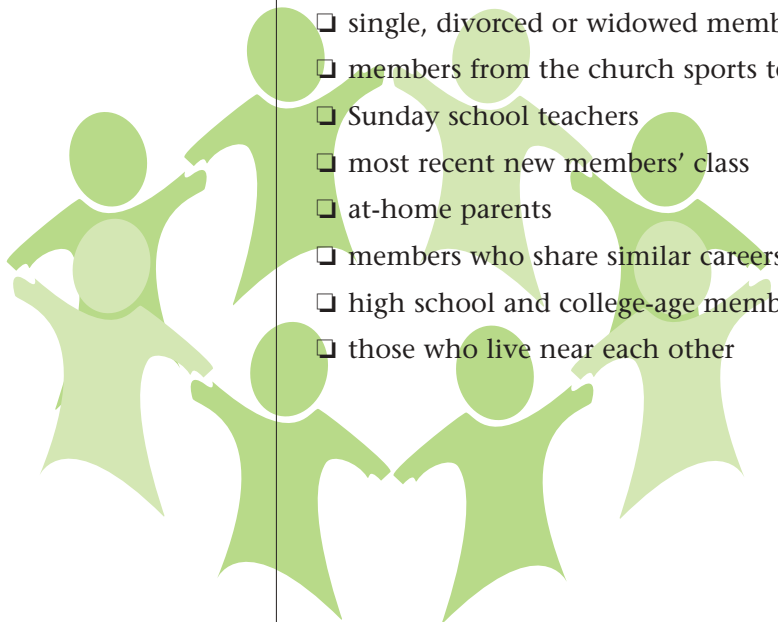 ❏ single, divorced or widowed memb
❏ members from the church sports te
❏ Sunday school teachers
❏ most recent new members’ class
❏ at-home parents
❏ members who share similar careers
❏ high school and college-age memb
❏ those who live near each other